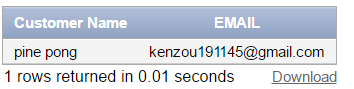 Customer Name EMAIL
pine pong kenzou191145@gmail.com
1 rows returned in 0.01 seconds Download